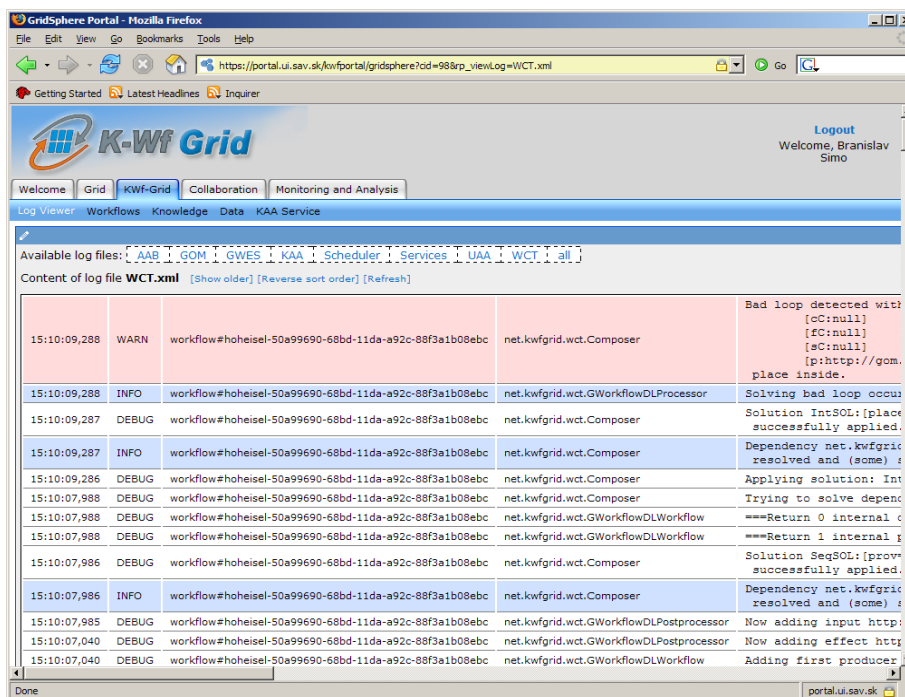 GridSphere Portal - Mozilla Firefox
File Edit View Go Bookmarks Tools Help
https://portal.ui.sav.sk/kwfportal/gridsphere?cid=98&rp_viewLog=WCT.xml Go G
Getting Started Latest Headlines Inquirer
K-Wf Grid
Logout
Welcome, Branislav
Simo
Welcome Grid KWf-Grid Collaboration Monitoring and Analysis
Log Viewer Workflows Knowledge Data KAA Service
Available log files: AAB GOM GWES KAA Scheduler Services UAA WCT all
Content of log file WCT.xml [Show older] [Reverse sort order] [Refresh]
Bad loop detected with
[cC:null]
[fC:null]
15:10:09,288 WARN workflow#hoheisel-50a99690-68bd-11da-a92c-88f3a1b08ebc net.kwfgrid.wct.Composer
[sC:null]
[p:http://gom.
place inside.
15:10:09,288 INFO workflow#hoheisel-50a99690-68bd-11da-a92c-88f3a1b08ebc net.kwfgrid.wct.GWorkflowDLProcessor Solving bad loop occur
15:10:09,287 DEBUG workflow#hoheisel-50a99690-68bd-11da-a92c-88f3a1b08ebc net.kwfgrid.wct.Composer Solution IntSOL:[place
successfully applied.
15:10:09,287 INFO workflow#hoheisel-50a99690-68bd-11da-a92c-88f3a1b08ebc net.kwfgrid.wct.Composer Dependency net.kwfgric
resolved and (some) s
15:10:09,286 DEBUG workflow#hoheisel-50a99690-68bd-11da-a92c-88f3a1b08ebc net.kwfgrid.wct.Composer Applying solution: Int
15:10:07,988 DEBUG workflow#hoheisel-50a99690-68bd-11da-a92c-88f3a1b08ebc net.kwfgrid.wct.Composer Trying to solve depend
15:10:07,988 DEBUG workflow#hoheisel-50a99690-68bd-11da-a92c-88f3a1b08ebc net.kwfgrid.wct.GWorkflowDLWorkflow ===Return 0 internal
15:10:07,988 DEBUG workflow#hoheisel-50a99690-68bd-11da-a92c-88f3a1b08ebc net.kwfgrid.wct.GWorkflowDLWorkflow ===Return 1 internal
15:10:07,986 DEBUG workflow#hoheisel-50a99690-68bd-11da-a92c-88f3a1b08ebc net.kwfgrid.wct.Composer Solution SeqSOL:[prov
successfully applied.
15:10:07,986 INFO workflow#hoheisel-50a99690-68bd-11da-a92c-88f3a1b08ebc net.kwfgrid.wct.Composer Dependency net.kwfgric
resolved and (some) s
15:10:07,985 DEBUG workflow#hoheisel-50a99690-68bd-11da-a92c-88f3a1b08ebc net.kwfgrid.wct.GWorkflowDLPostprocessor Now adding input http:
15:10:07,040 DEBUG workflow#hoheisel-50a99690-68bd-11da-a92c-88f3a1b08ebc net.kwfgrid.wct.GWorkflowDLPostprocessor Now adding effect http
15:10:07,040 DEBUG workflow#hoheisel-50a99690-68bd-11da-a92c-88f3a1b08ebc net.kwfgrid.wct.GWorkflowDLWorkflow Adding first producer
Done portal.ui.sav.sk